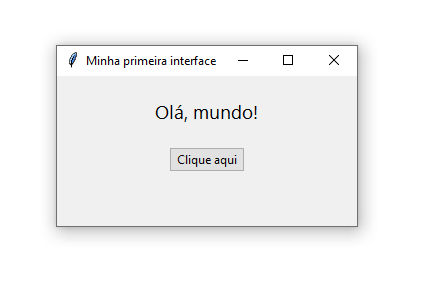 Minha primeira interface
Olá, mundo!
Clique aqui